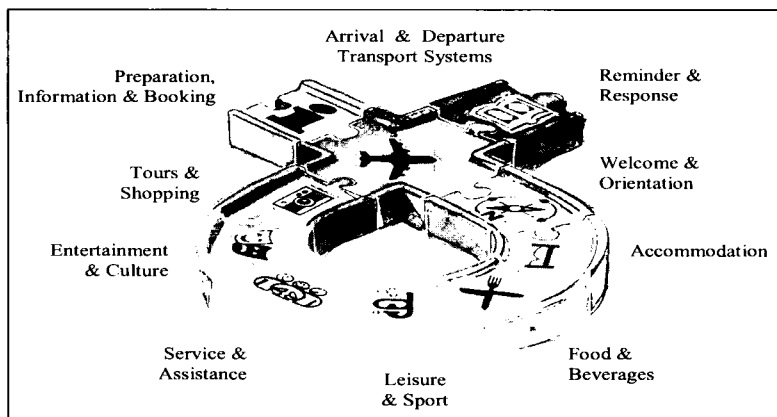 Arrival & Departure
Transport Systems
Preparation,
Information & Booking
Reminder &
Response
Tours &
Shopping
Welcome &
Orientation
Entertainment
& Culture
Accommodation
Service &
Assistance
Leisure
& Sport
Food &
Beverages